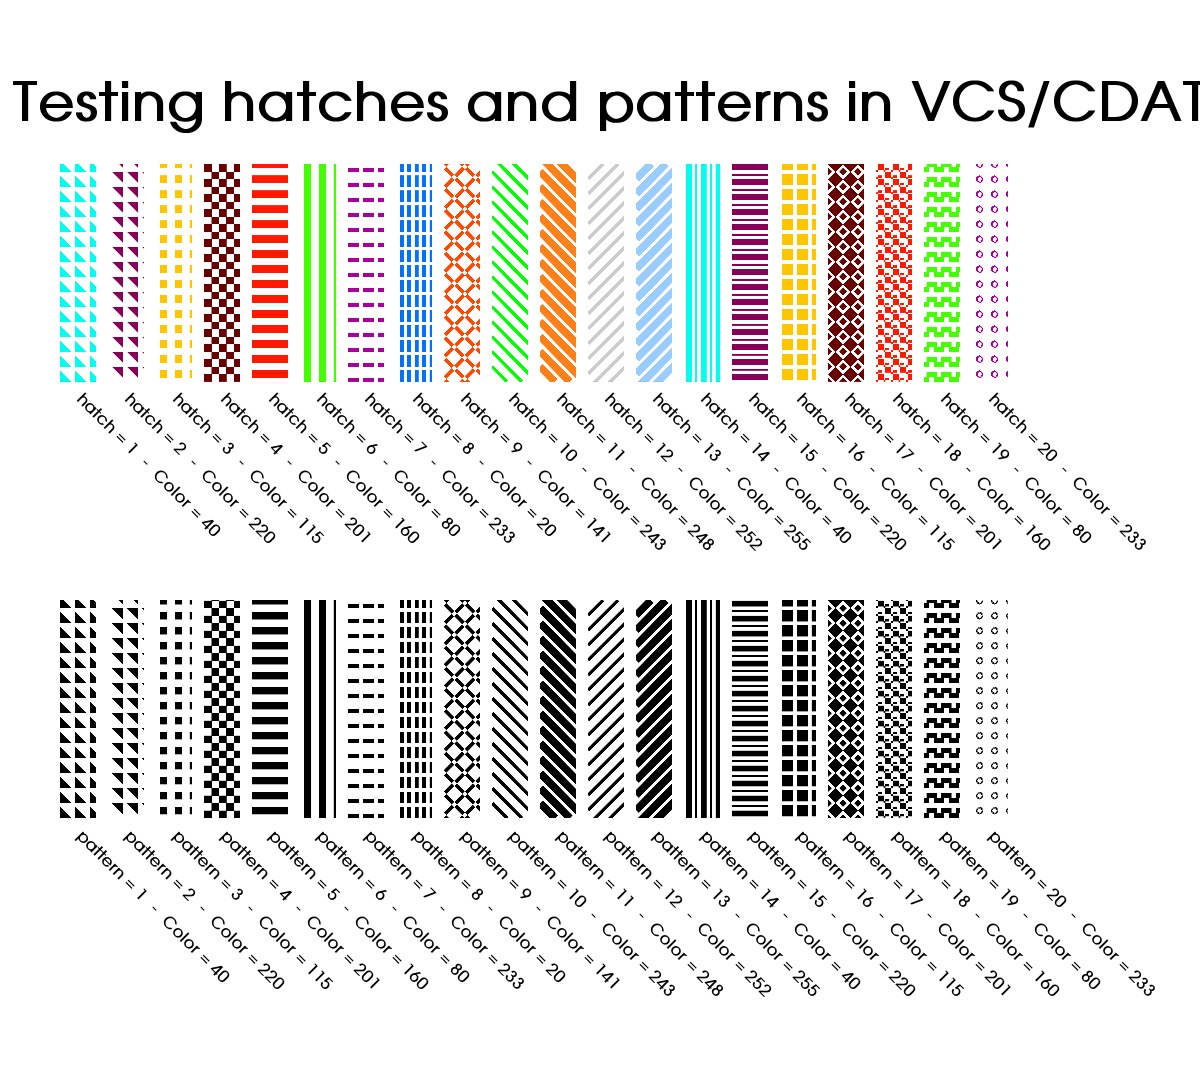 Testing hatches and patterns in VCS/CDAT
hatch = 1 - Color = 40
hatch = 2 - Color = 220
hatch = 3 - Color = 115
hatch = 4 - Color = 201
hatch = 5 - Color = 160
hatch = 6 - Color = 80
hatch = 7 - Color = 233
hatch = 8 - Color = 20
hatch = 9 - Color = 141
hatch = 10 - Color = 243
hatch = 11 - Color = 248
hatch = 12 - Color = 252
hatch = 13 - Color = 255
hatch = 14 - Color = 40
hatch = 15 - Color = 220
hatch = 16 - Color = 115
hatch = 17 - Color = 201
hatch = 18 - Color = 160
hatch = 19 - Color = 80
hatch = 20 - Color = 233
pattern = 1 - Color = 40
pattern = 2 - Color = 220
pattern = 3 - Color = 115
pattern = 4 - Color = 201
pattern = 5 - Color = 160
pattern = 6 - Color = 80
pattern = 7 - Color = 233
pattern = 8 - Color = 20
pattern = 9 - Color = 141
pattern = 10 - Color = 243
pattern = 11 - Color = 248
pattern = 12 - Color = 252
pattern = 13 - Color = 255
pattern = 14 - Color = 40
pattern = 15 - Color = 220
pattern = 16 - Color = 115
pattern = 17 - Color = 201
pattern = 18 - Color = 160
pattern = 19 - Color = 80
pattern = 20 - Color = 233